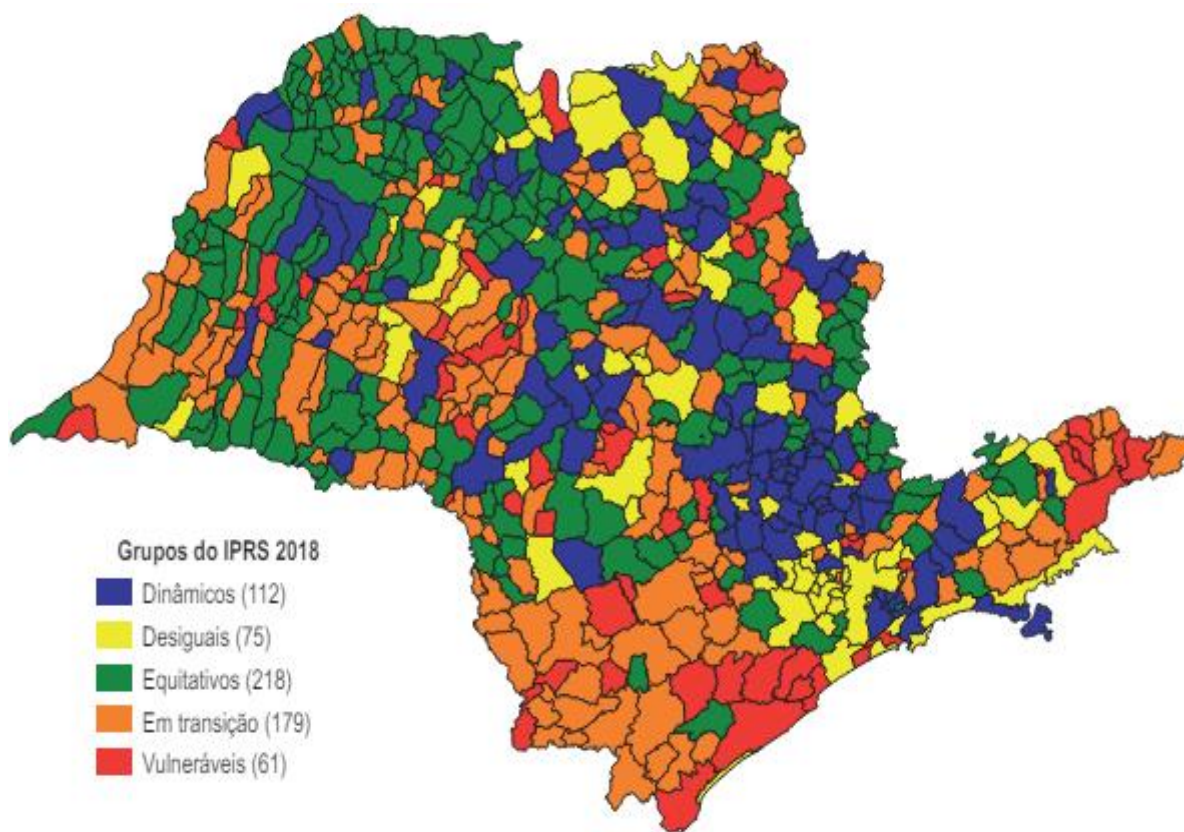 Grupos do IPRS 2018
Dinâmicos (112)
Desiguais (75)
Equitativos (218)
Em transição (179)
Vulneráveis (61)